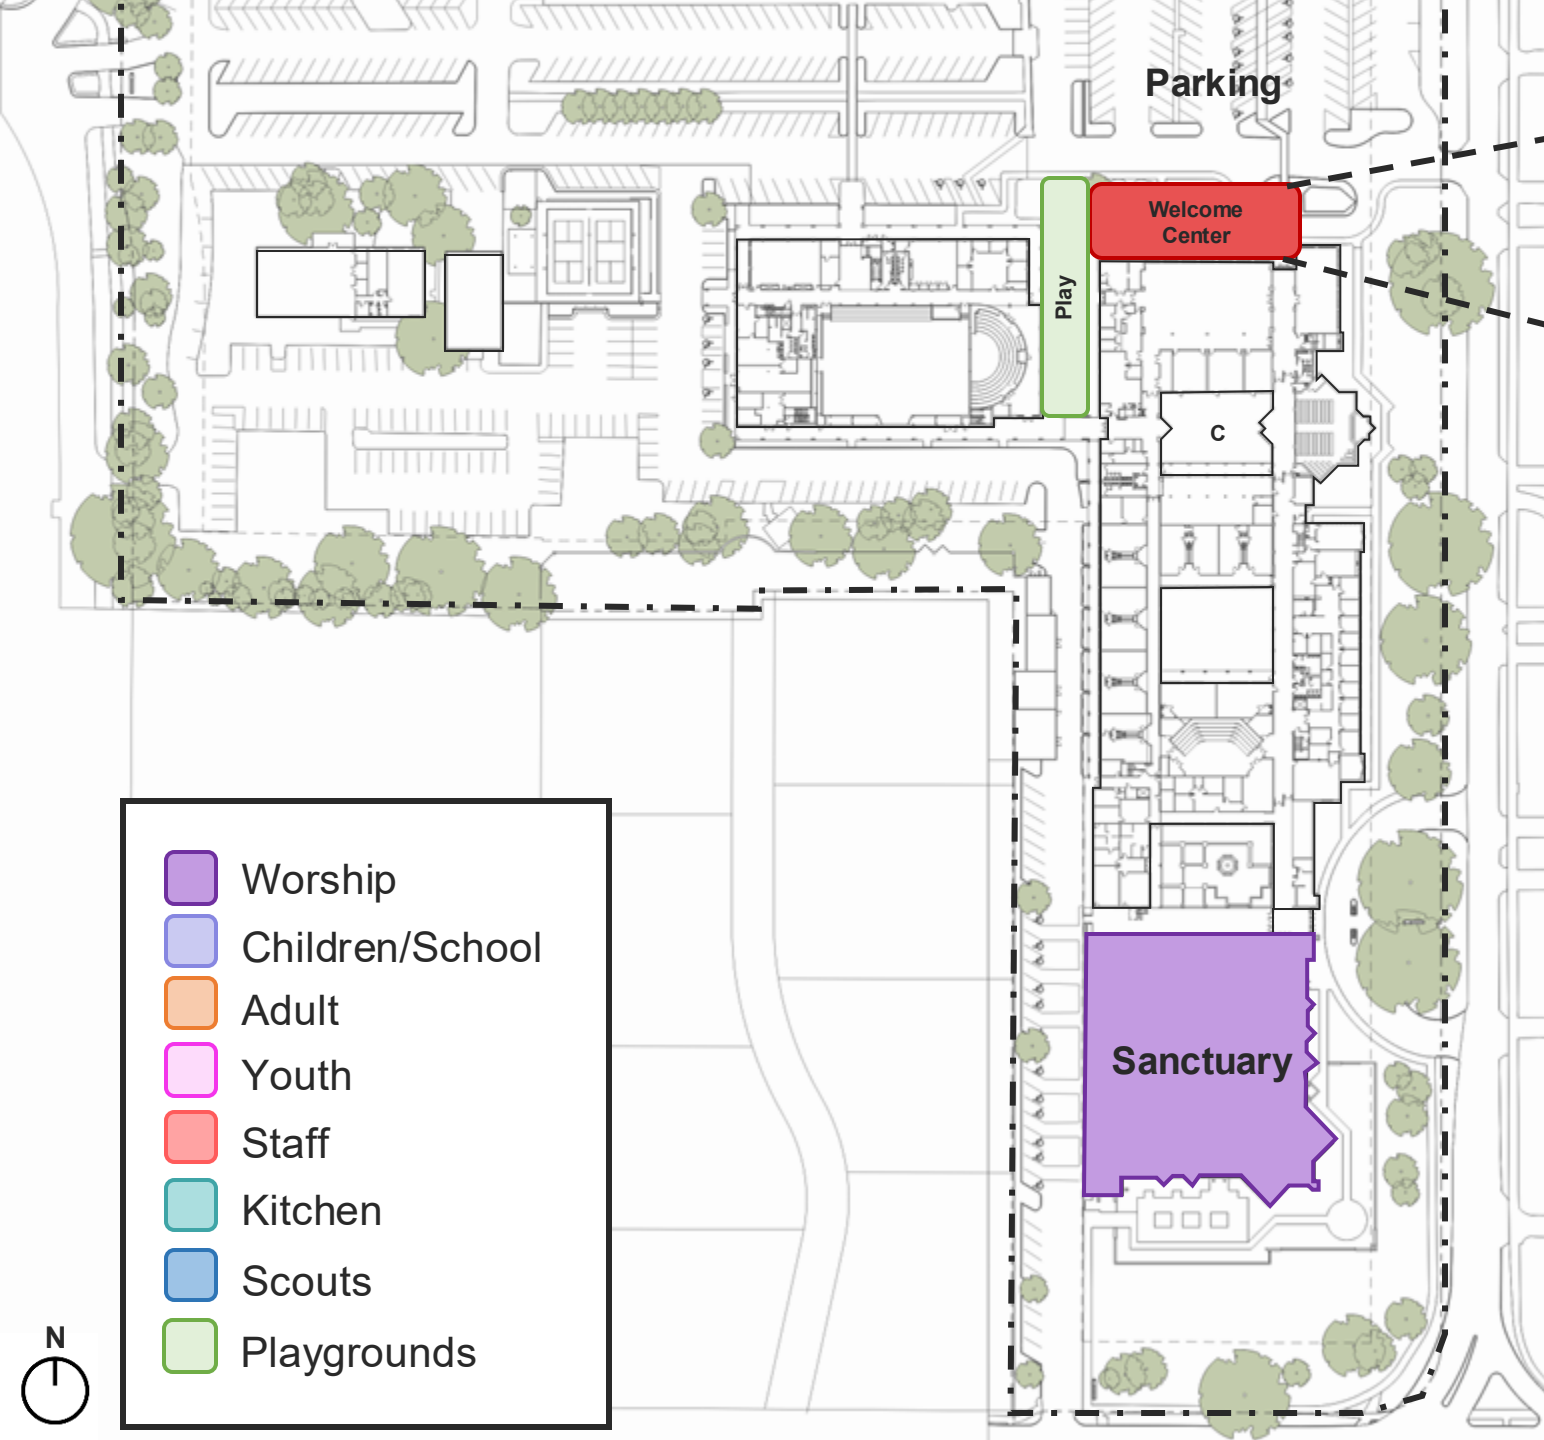 Parking
Welcome
Center
Play
C
Sanctuary
Worship
Children/School
Adult
Youth
Staff
Kitchen
Scouts
Playgrounds
N